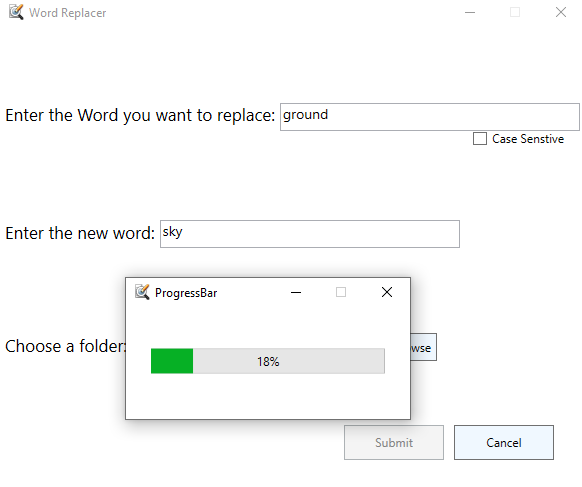 Word Replacer
Enter the Word you want to replace: ground
Case Senstive
Enter the new word: sky
ProgressBar
18%
Choose a folder:
Submit Cancel